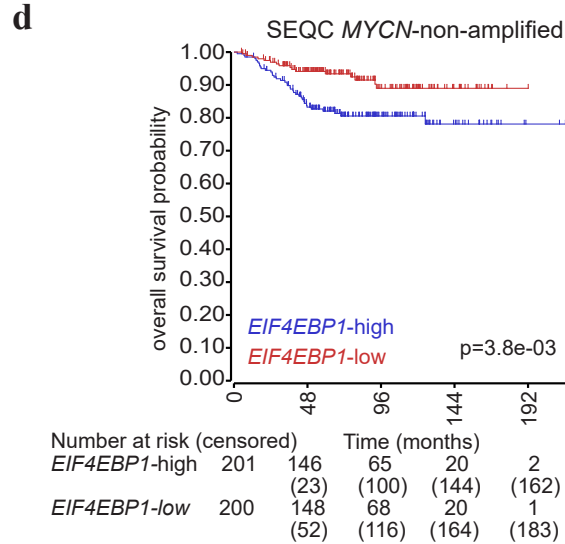 d
SEQC MYCN-non-amplified
overall survival probability
1.00
0.90
0.80
0.70
0.60
0.50
0.40
0.30
0.20
0.10
0.00
EIF4EBP1-high
EIF4EBP1-low
p=3.8e-03
0 48 96 144 192
Number at risk (censored) Time (months)
EIF4EBP1-high 201 146 65 20 2
(23) (100) (144) (162)
EIF4EBP1-low 200 148 68 20 1
(52) (116) (164) (183)